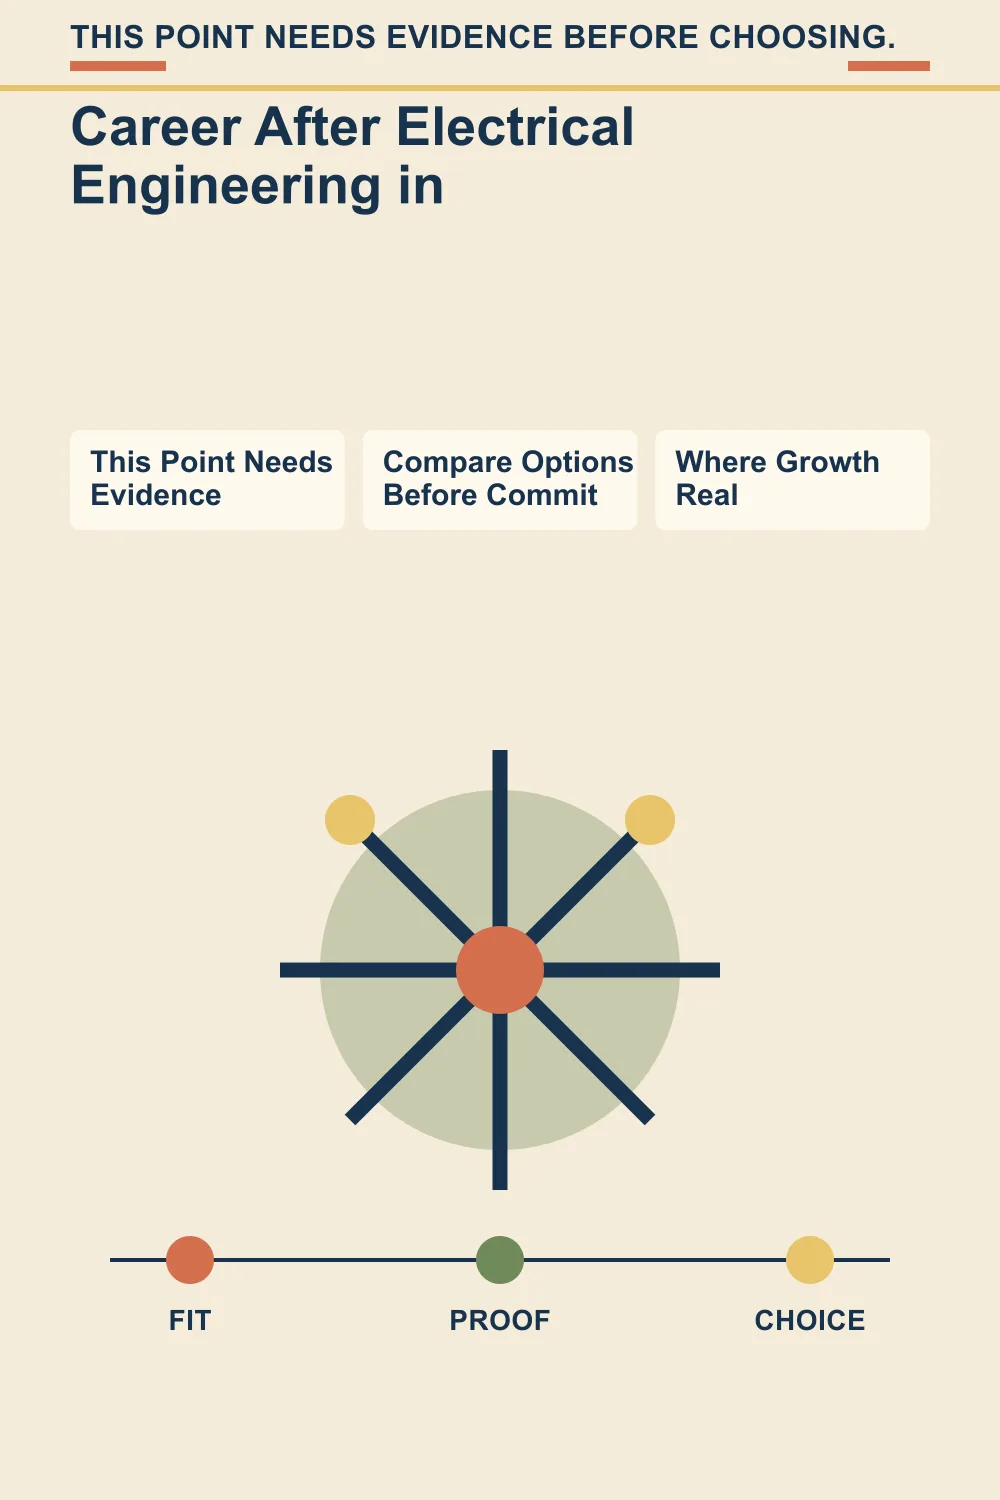 THIS POINT NEEDS EVIDENCE BEFORE CHOOSING.
Career After Electrical
Engineering in
This Point Needs
Evidence
Compare Options
Before Commit
Where Growth
Real
FIT
PROOF
CHOICE